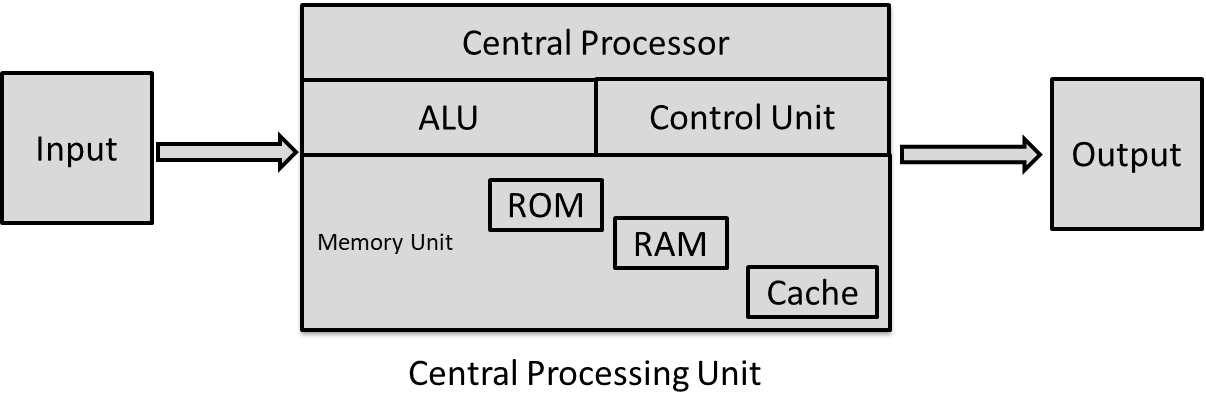 Central Processor
ALU
Control Unit
Input
Output
ROM
Memory Unit
RAM
Cache
Central Processing Unit